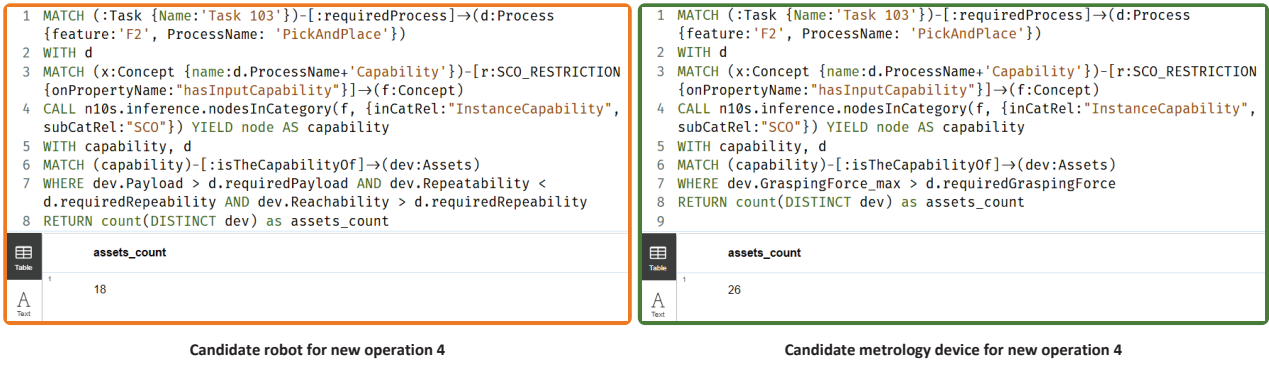 1 MATCH (:Task {Name:'Task 103'})-[:requiredProcess]→(d:Process
{feature:'F2', ProcessName: 'PickAndPlace'})
2 WITH d
3 MATCH (x:Concept {name:d.ProcessName+'Capability'})-[r:SCO_RESTRICTION
{onPropertyName:"hasInputCapability"}]→(f:Concept)
4 CALL n10s.inference.nodesInCategory(f, {inCatRel:"InstanceCapability",
subCatRel:"SCO"}) YIELD node AS capability
5 WITH capability, d
6 MATCH (capability)-[:isTheCapabilityOf]→(dev:Assets)
7 WHERE dev.Payload > d.requiredPayload AND dev.Repeatability <
d.requiredRepeability AND dev.Reachability > d.requiredRepeability
8 RETURN count(DISTINCT dev) as assets_count
Table
assets_count
1
18
A
Text
Candidate robot for new operation 4
1 MATCH (:Task {Name:'Task 103'})-[:requiredProcess]→(d:Process
{feature:'F2', ProcessName: 'PickAndPlace'})
2 WITH d
3 MATCH (x:Concept {name:d.ProcessName+'Capability'})-[r:SCO_RESTRICTION
{onPropertyName:"hasInputCapability"}]→(f:Concept)
4 CALL n10s.inference.nodesInCategory(f, {inCatRel:"InstanceCapability",
subCatRel:"SCO"}) YIELD node AS capability
5 WITH capability, d
6 MATCH (capability)-[:isTheCapabilityOf]→(dev:Assets)
7 WHERE dev.GraspingForce_max > d.requiredGraspingForce
8 RETURN count(DISTINCT dev) as assets_count
9
Table
assets_count
1
26
A
Text
Candidate metrology device for new operation 4